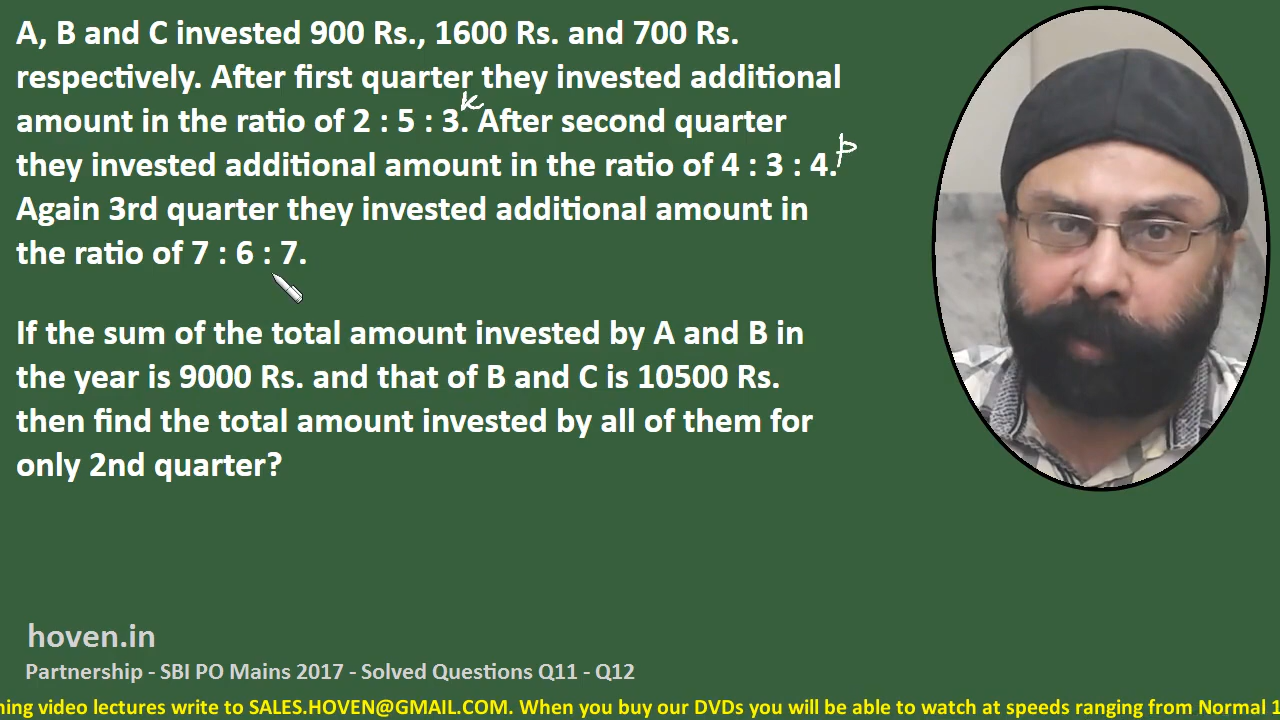 A, B and C invested 900 Rs., 1600 Rs. and 700 Rs.
respectively. After first quarter they invested additional
amount in the ratio of 2 : 5 : 3. After second quarter
k
they invested additional amount in the ratio of 4 : 3 : 4.
p
Again 3rd quarter they invested additional amount in
the ratio of 7 : 6 : 7.
If the sum of the total amount invested by A and B in
the year is 9000 Rs. and that of B and C is 10500 Rs.
then find the total amount invested by all of them for
only 2nd quarter?
hoven.in
Partnership - SBI PO Mains 2017 - Solved Questions Q11 - Q12
video lectures write to SALES.HOVEN@GMAIL.COM. When you buy our DVDs you will be able to watch at speeds ranging from Normal 1